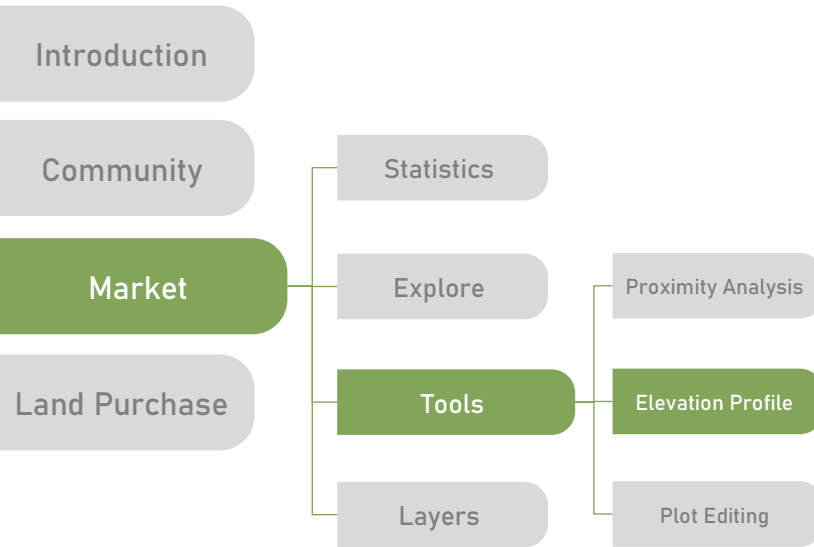 Introduction
Community
Market
Land Purchase
Statistics
Explore
Tools
Layers
Proximity Analysis
Elevation Profile
Plot Editing